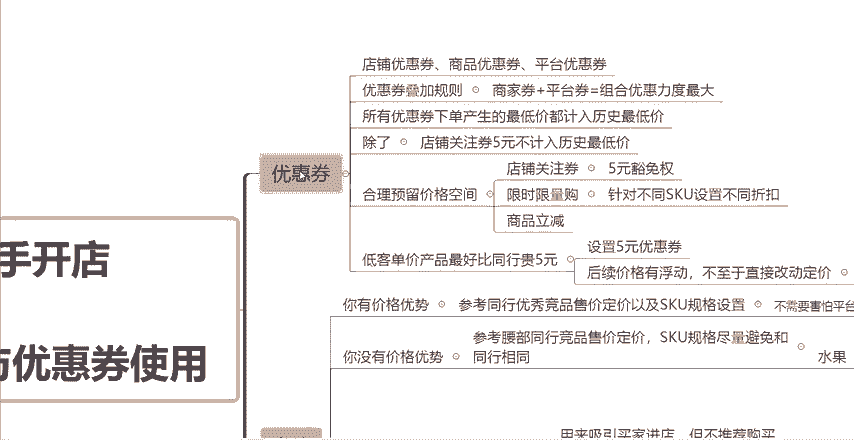 店铺优惠券、商品优惠券、平台优惠券
优惠券叠加规则 商家券+平台券=组合优惠力度最大
所有优惠券下单产生的最低价都计入历史最低价
除了 店铺关注券5元不计入历史最低价
优惠券
店铺关注券 5元豁免权
合理预留价格空间 限时限量购 针对不同SKU设置不同折扣
商品立减
手开店
设置5元优惠券
低客单价产品最好比同行贵5元
后续价格有浮动，不至于直接改动定价
你有价格优势 参考同行优秀竞品售价定价以及SKU规格设置 不需要害怕平台
参考腰部同行竞品售价定价，SKU规格尽量避免和
同行相同
你没有价格优势 水果
优惠券使用
用来吸引买家进店，但不推荐购买